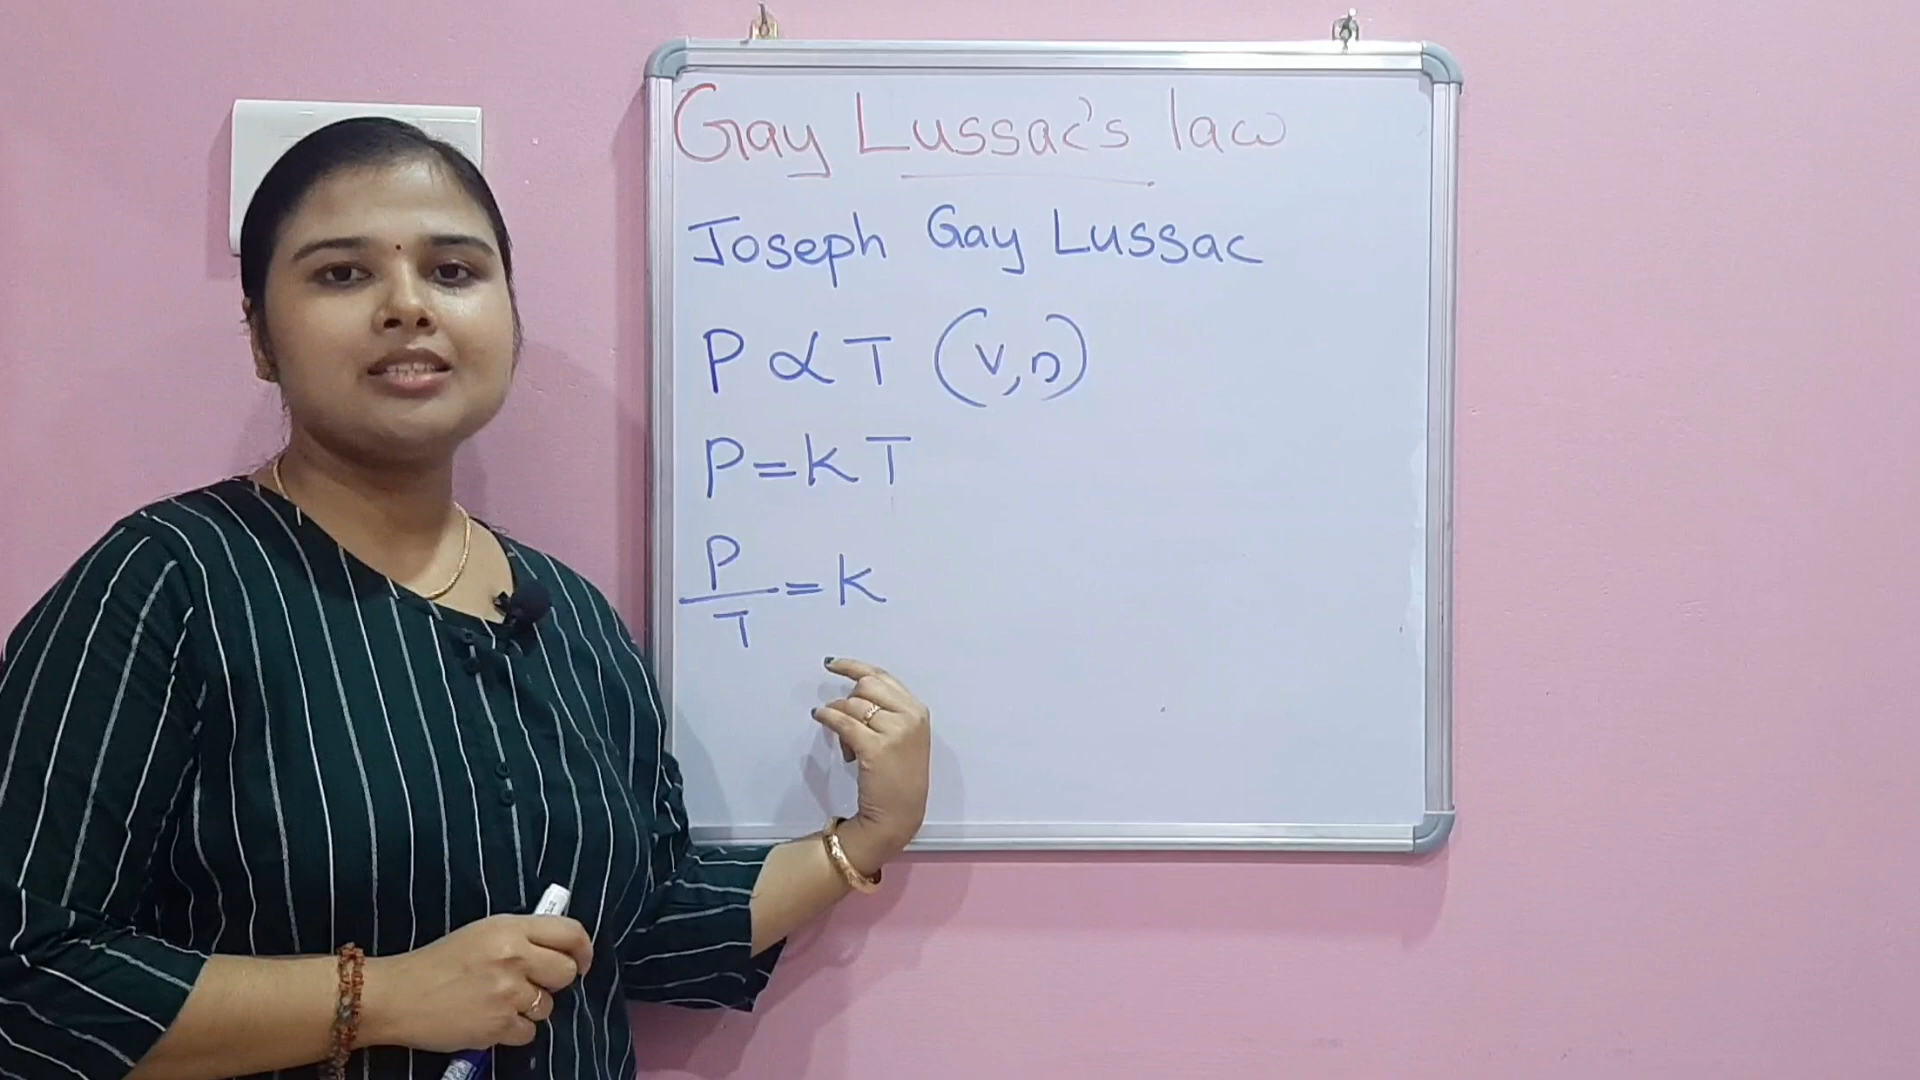 Gay Lussac's law
Joseph Gay Lussac
P ∝ T (v,n)
P=KT
P/T=K